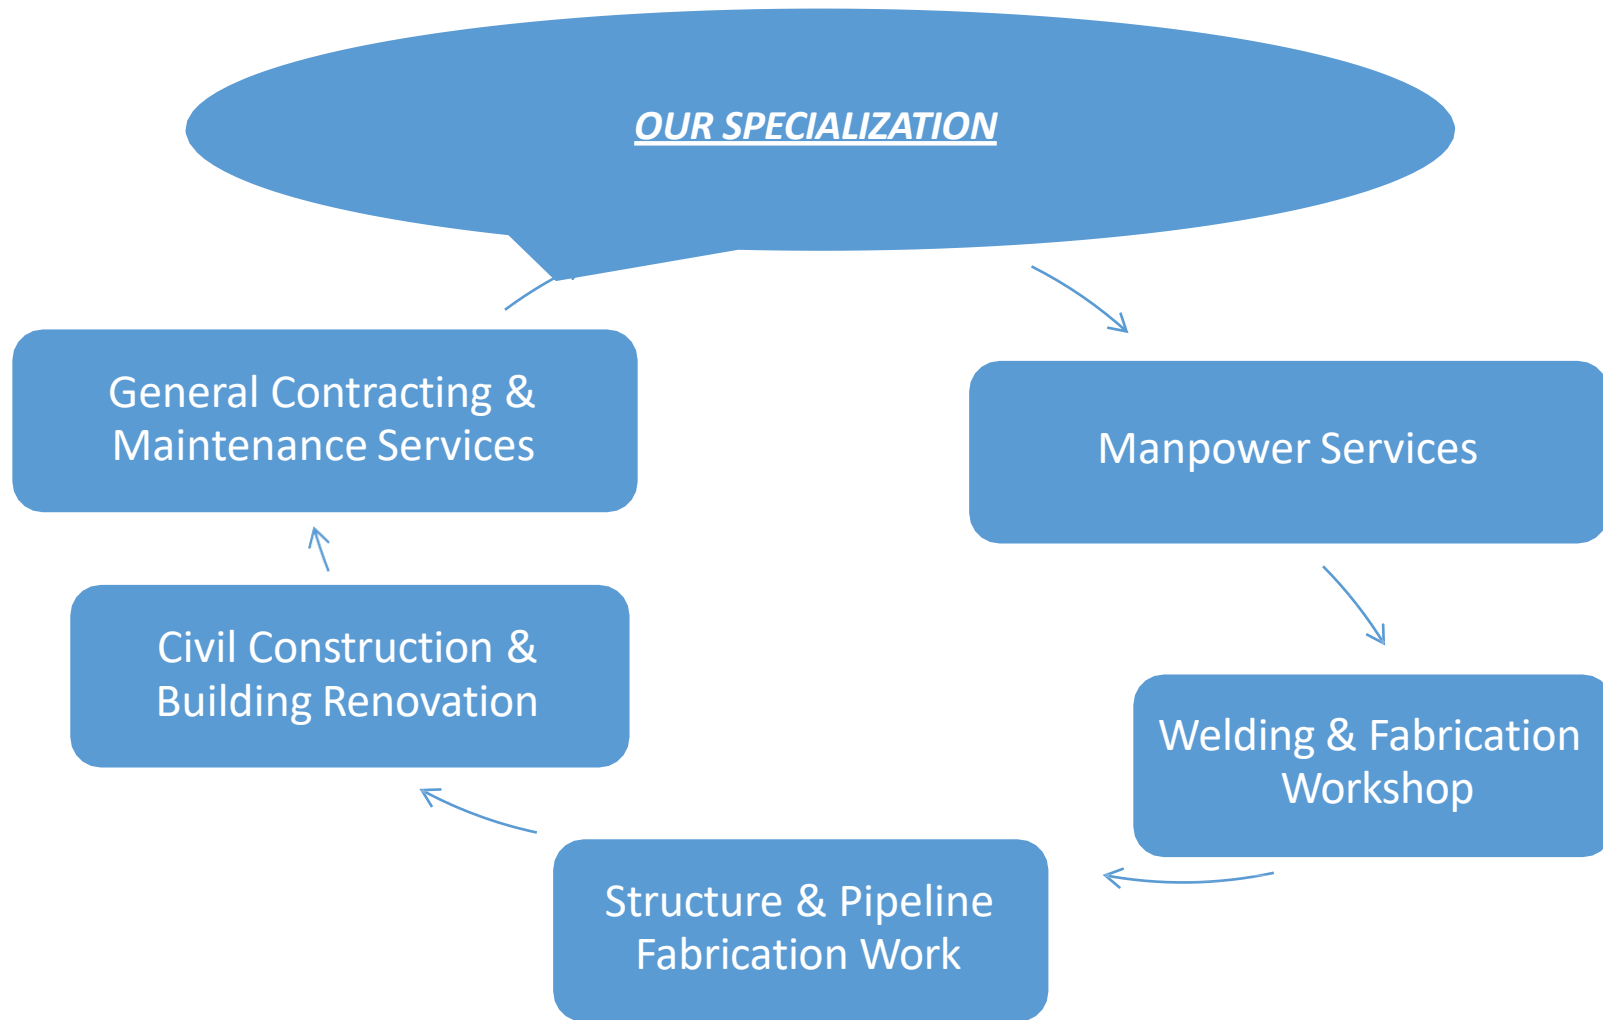 OUR SPECIALIZATION
General Contracting &
Maintenance Services
Manpower Services
Civil Construction &
Building Renovation
Welding & Fabrication
Workshop
Structure & Pipeline
Fabrication Work